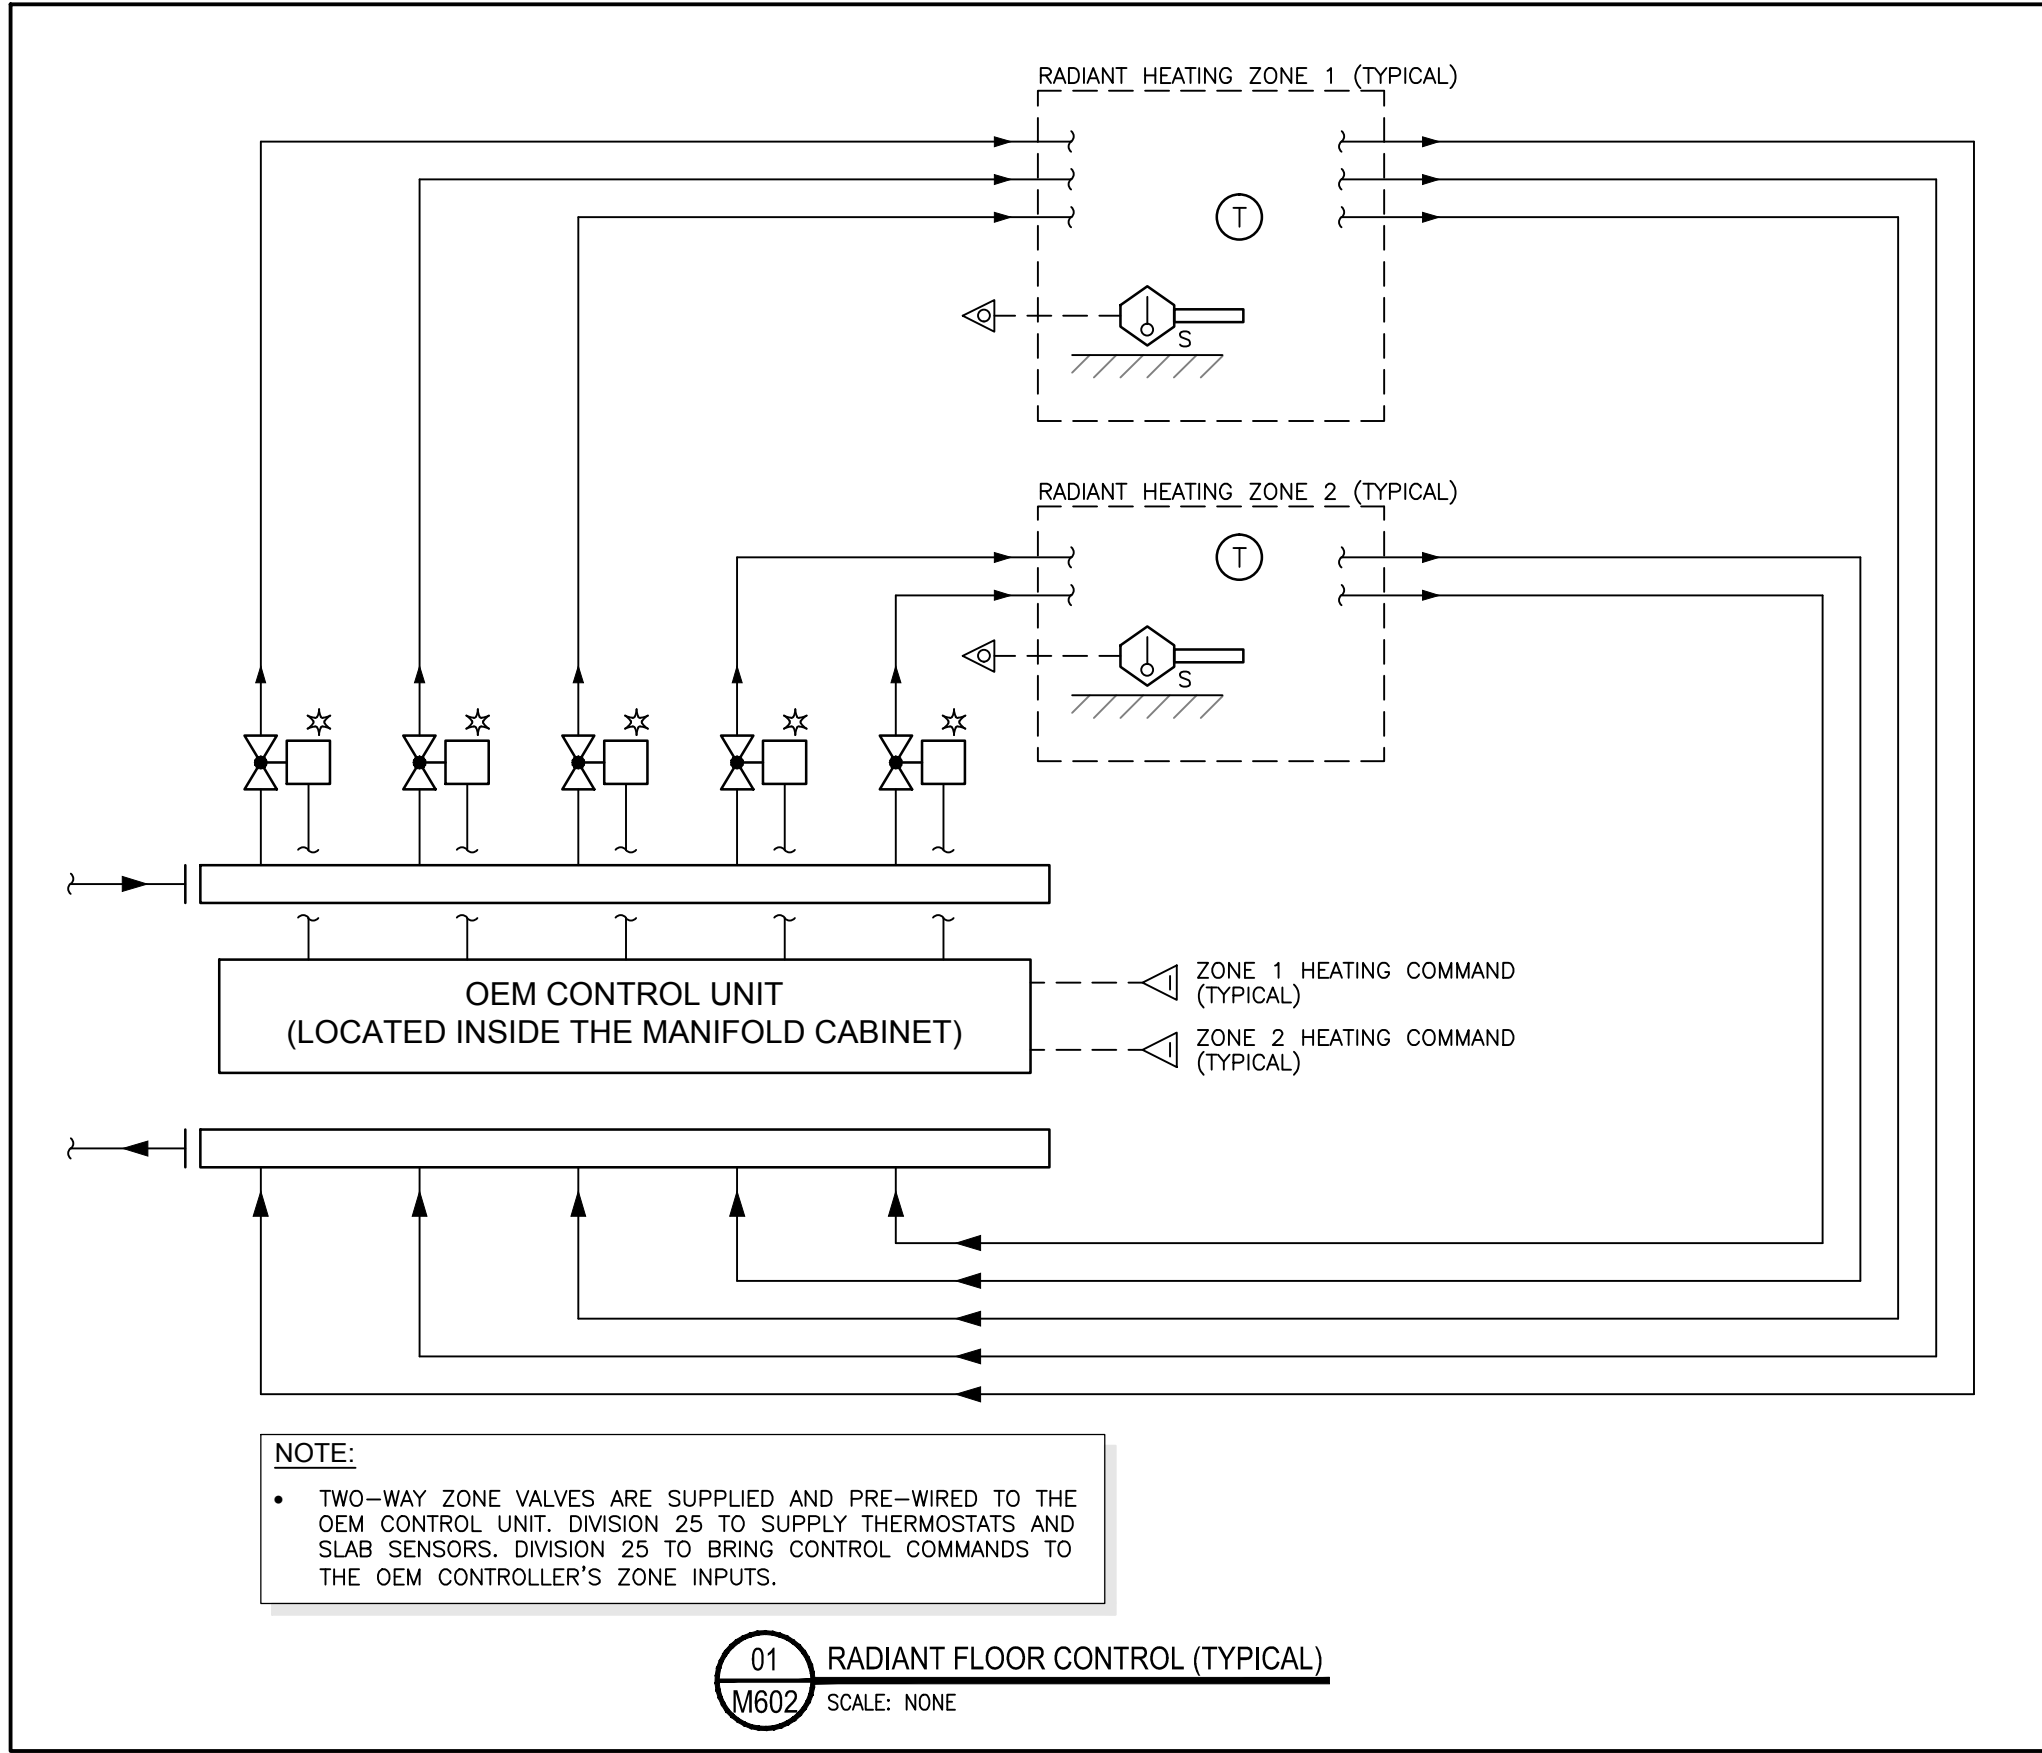 RADIANT HEATING ZONE 1 (TYPICAL)
T
S
RADIANT HEATING ZONE 2 (TYPICAL)
T
S
OEM CONTROL UNIT
(LOCATED INSIDE THE MANIFOLD CABINET)
ZONE 1 HEATING COMMAND
(TYPICAL)
ZONE 2 HEATING COMMAND
(TYPICAL)
NOTE:
• TWO-WAY ZONE VALVES ARE SUPPLIED AND PRE-WIRED TO THE
OEM CONTROL UNIT. DIVISION 25 TO SUPPLY THERMOSTATS AND
SLAB SENSORS. DIVISION 25 TO BRING CONTROL COMMANDS TO
THE OEM CONTROLLER'S ZONE INPUTS.
01
M602
RADIANT FLOOR CONTROL (TYPICAL)
SCALE: NONE